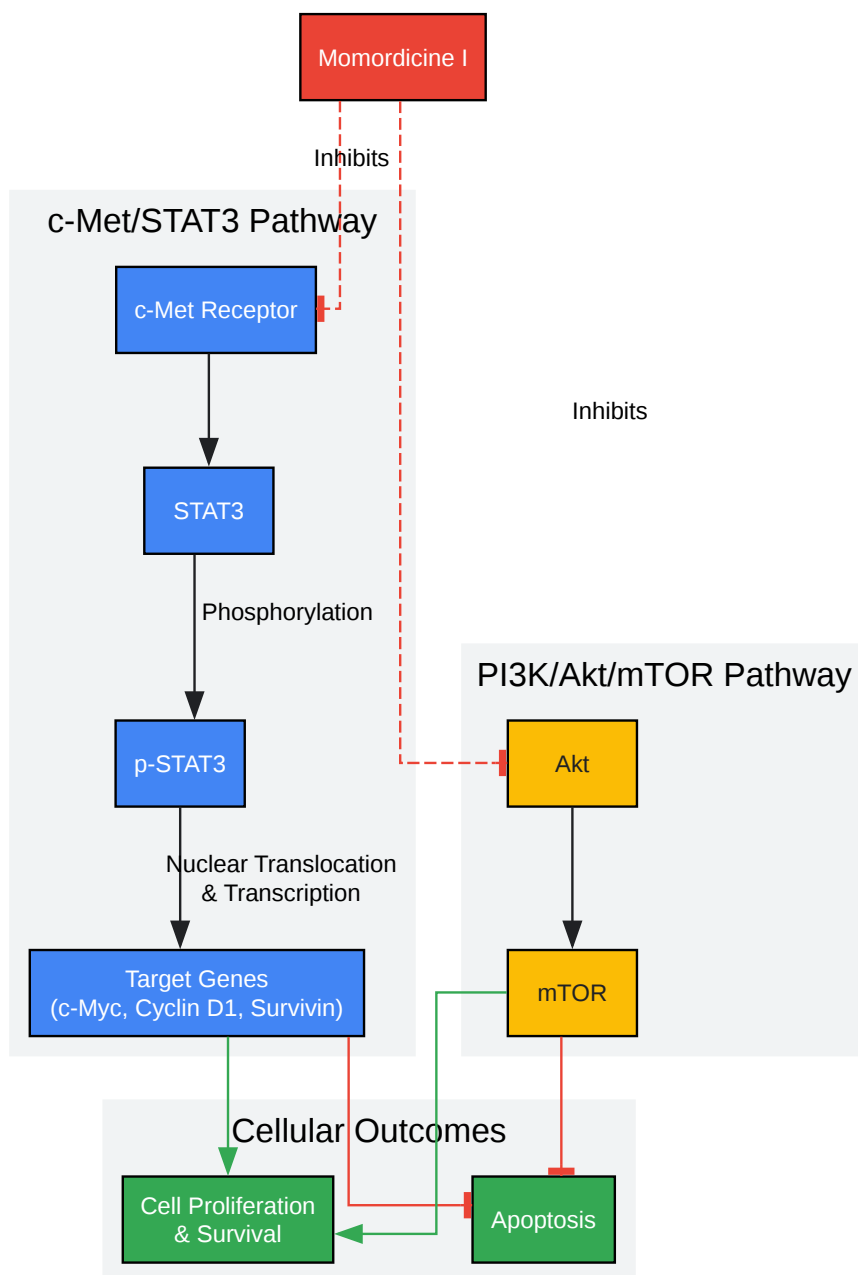 Momordicine I
Inhibits
c-Met/STAT3 Pathway
c-Met Receptor
Inhibits
STAT3
Phosphorylation
PI3K/Akt/mTOR Pathway
p-STAT3
Akt
Nuclear Translocation
& Transcription
Target Genes
(c-Myc, Cyclin D1, Survivin)
mTOR
Cellular Outcomes
Cell Proliferation
& Survival
Apoptosis